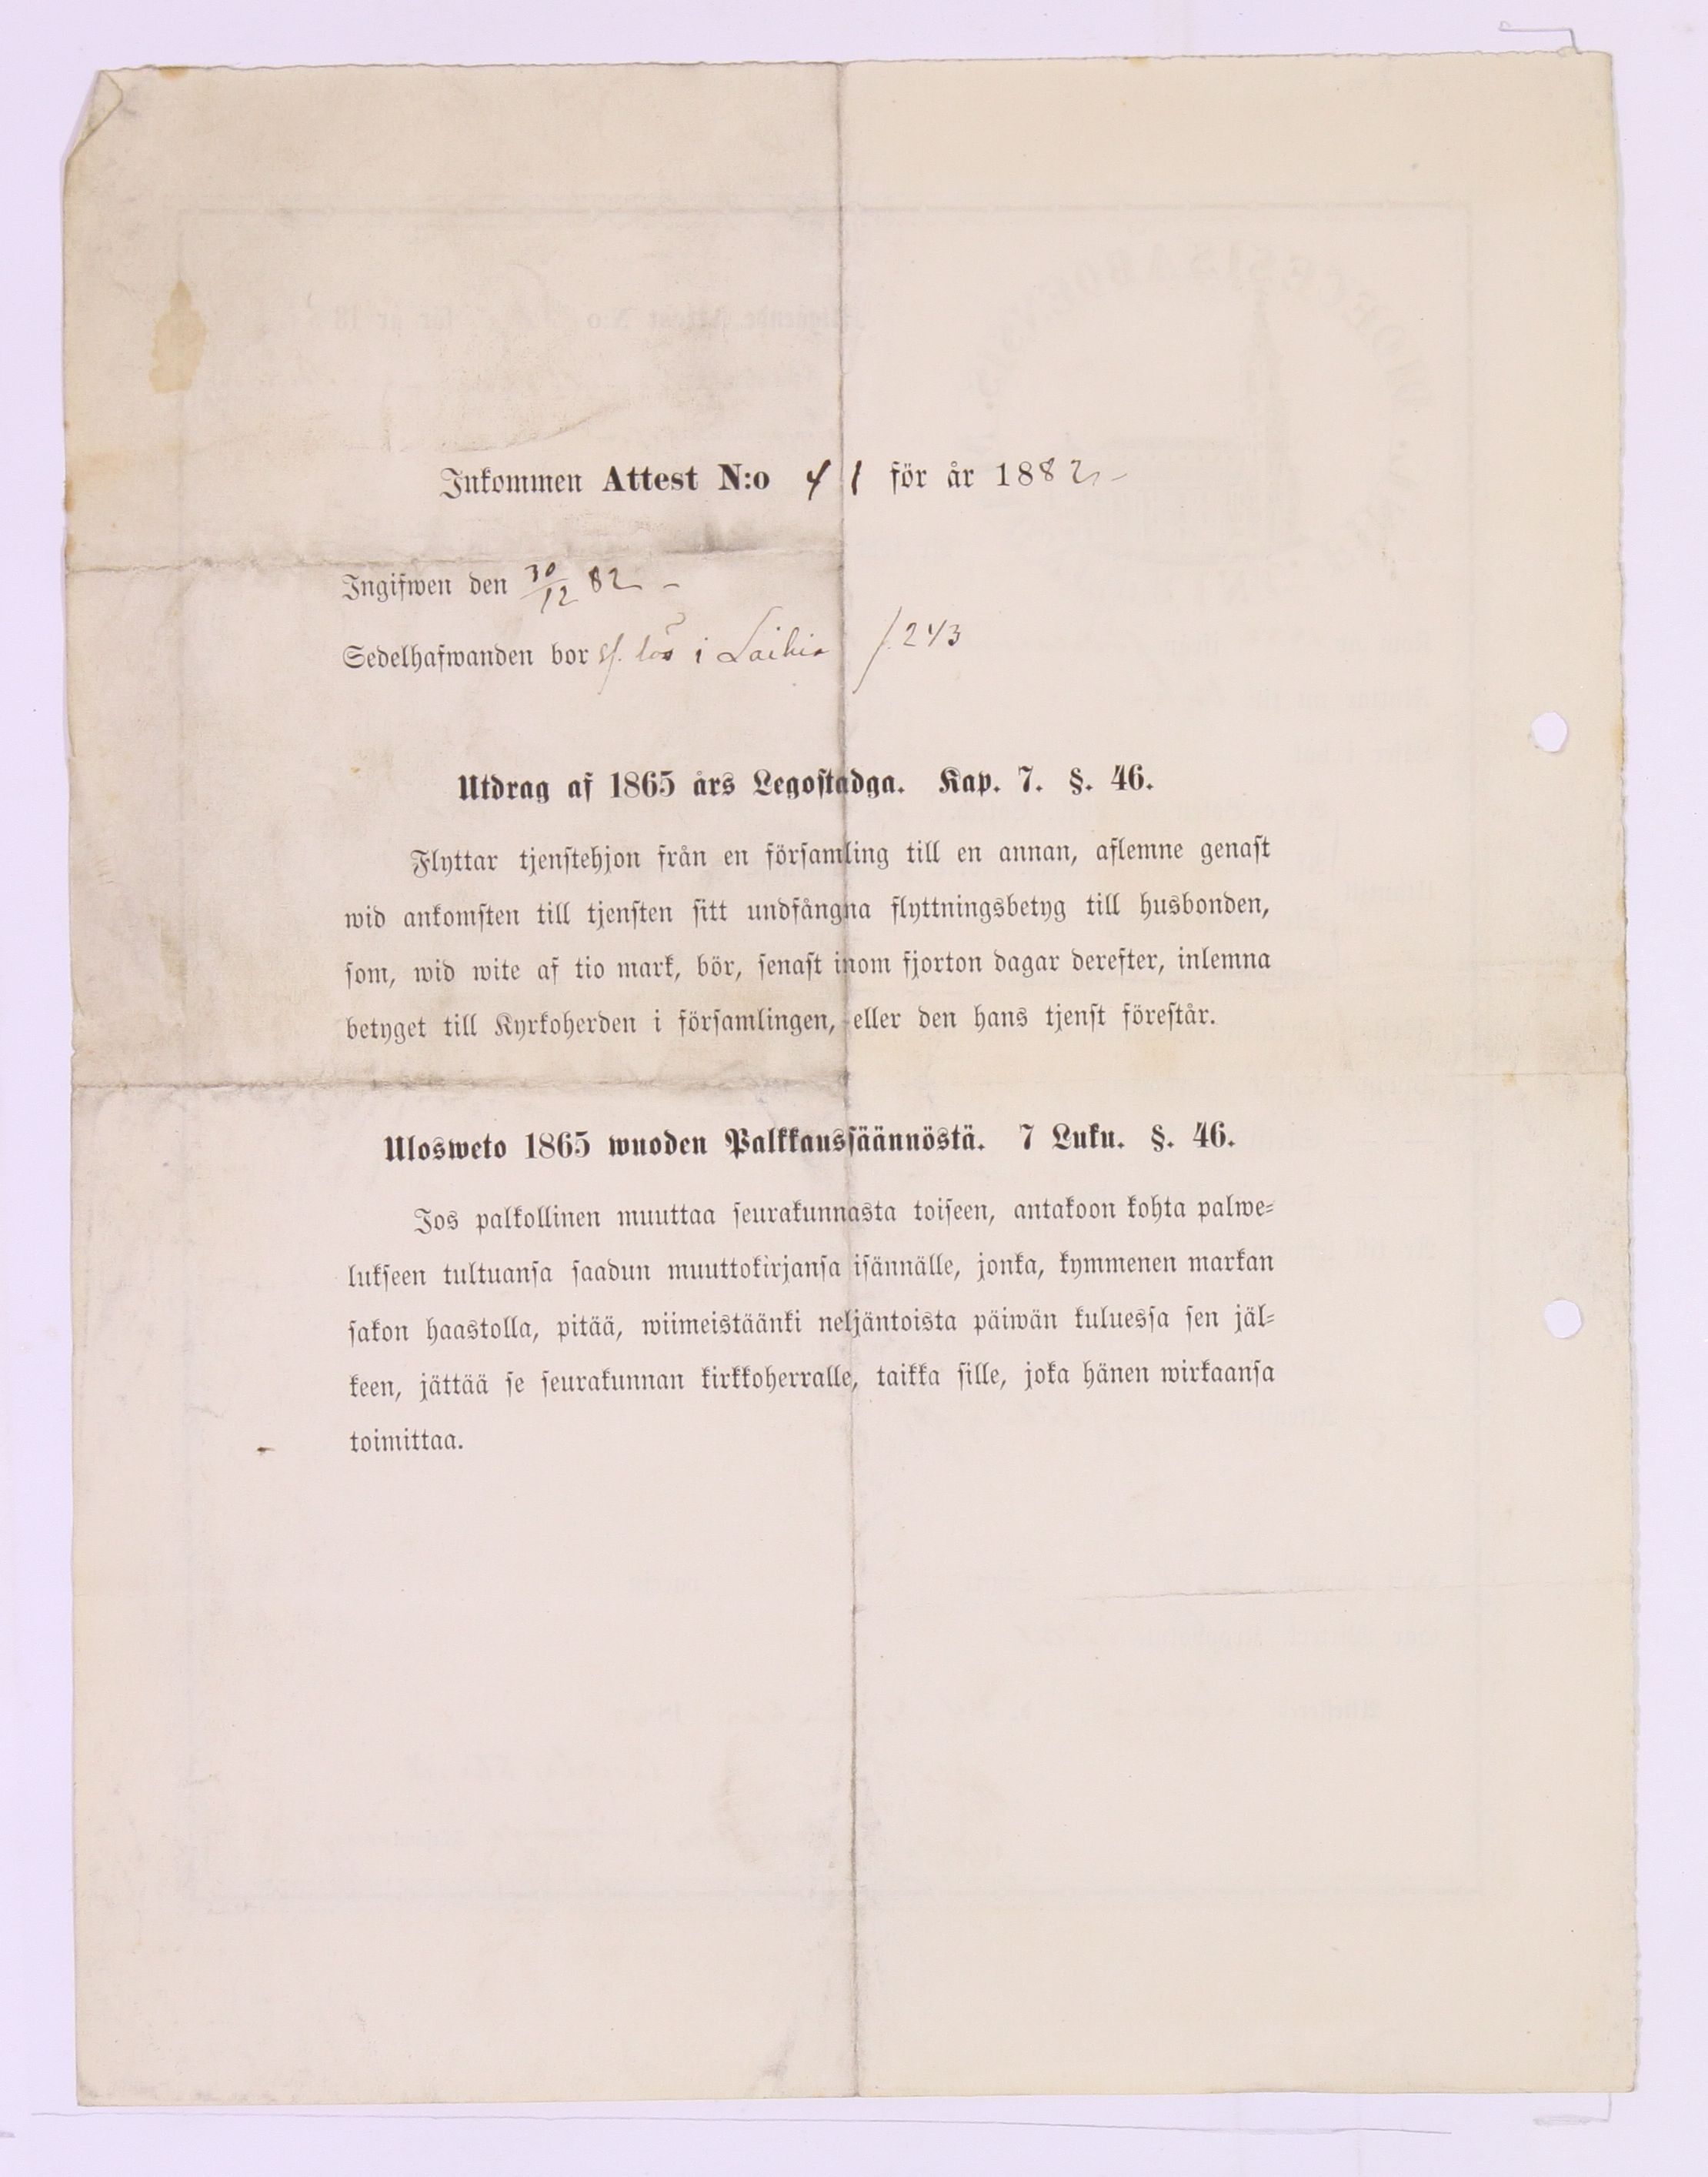 Inkommen Attest N:o 41 för år 1882
Ingifwen den 30/12 82
Sedelhafwanden bor lös i Laihia /243
Utdrag af 1865 års Legostadga. Kap. 7. §. 46.
Flyttar tjenstehjon från en församling till en annan, aflemne genast
wid ankomsten till tjensten sitt undfångna flyttningsbetyg till husbonden,
som, wid wite af tio mark, bör, senast inom fjorton dagar derefter, inlemna
betyget till Kyrkoherden i församlingen, eller den hans tjenst förestår.
Ulosweto 1865 wuoden Palkkaussäännöstä. 7 Luku. §. 46.
Jos palkollinen muuttaa seurakunnasta toiseen, antakoon kohta palwe-
lukseen tultuansa saadun muuttokirjansa isännälle, jonka, kymmenen markan
sakon haastolla, pitää, wiimeistäänki neljäntoista päiwän kuluessa sen jäl-
keen, jättää se seurakunnan kirkkoherralle, taikka sille, joka hänen wirkaansa
toimittaa.